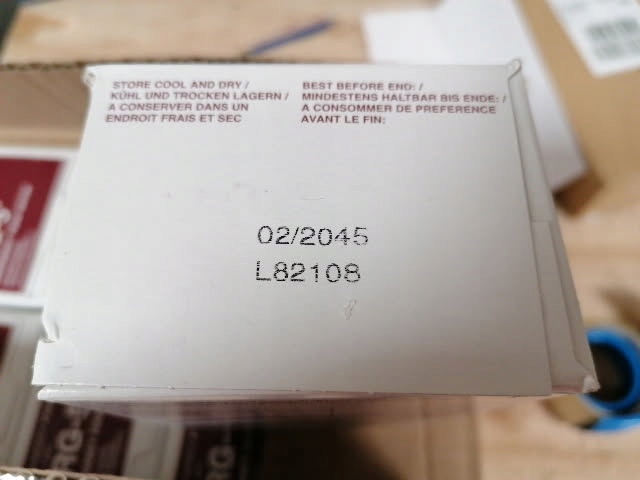 STORE COOL AND DRY /
KÜHL UND TROCKEN LAGERN /
A CONSERVER DANS UN
ENDROIT FRAIS ET SEC
BEST BEFORE END: /
MINDESTENS HALTBAR BIS ENDE: /
A CONSOMMER DE PREFERENCE
AVANT LE FIN:
02/2045
L82108
RG